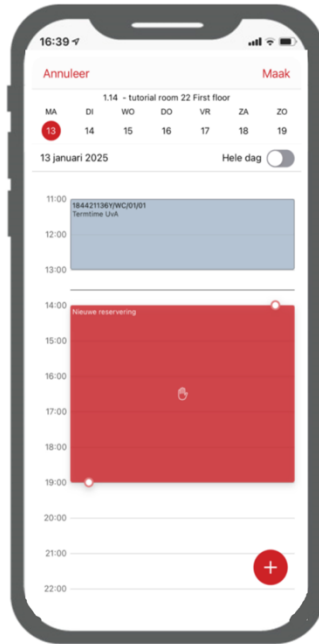 16:39
Annuleer
Maak
1.14 - tutorial room 22 First floor
MA DI WO DO VR ZA ZO
13 14 15 16 17 18 19
13 januari 2025
Hele dag
11:00
184421136Y/WC/01/01
Termtime UvA
12:00
13:00
14:00
Nieuwe reservering
15:00
16:00
17:00
18:00
19:00
20:00
21:00
22:00